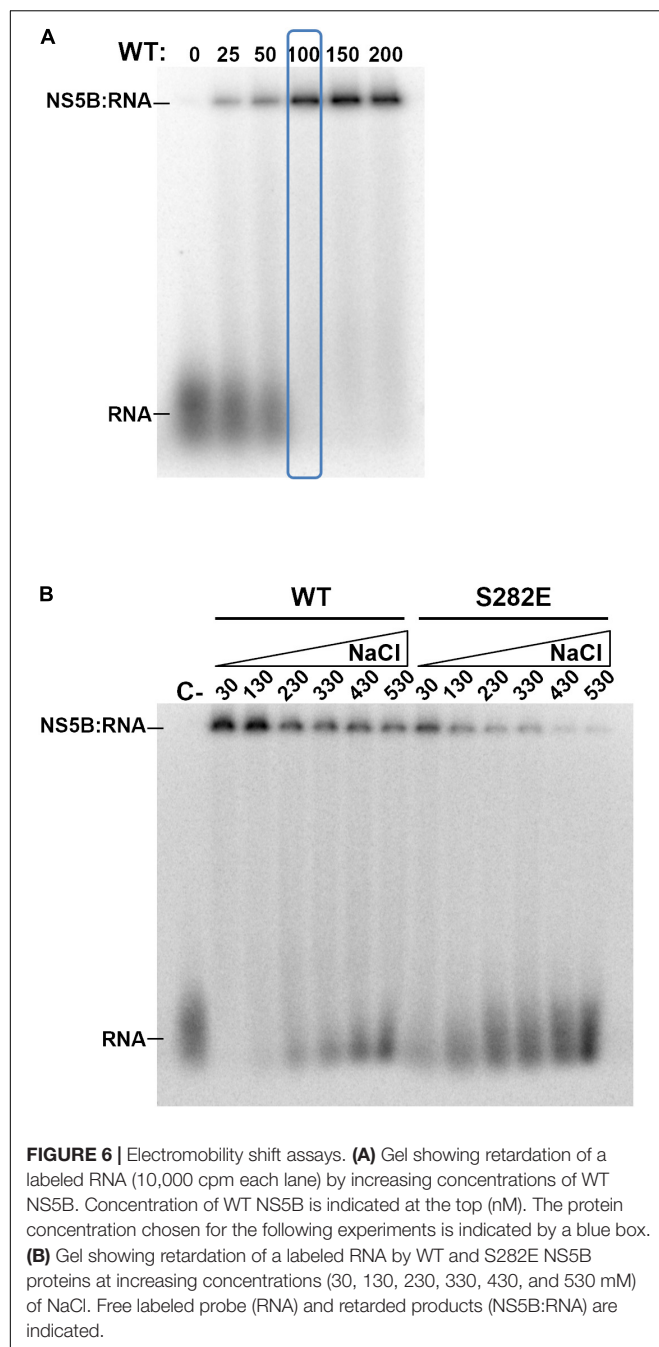 A
WT: 0 25 50 100 150 200
NS5B:RNA
RNA
B
WT S282E
NaCl NaCl
C- 30 130 230 330 430 530 30 130 230 330 430 530
NS5B:RNA
RNA
FIGURE 6 | Electromobility shift assays. (A) Gel showing retardation of a
labeled RNA (10,000 cpm each lane) by increasing concentrations of WT
NS5B. Concentration of WT NS5B is indicated at the top (nM). The protein
concentration chosen for the following experiments is indicated by a blue box.
(B) Gel showing retardation of a labeled RNA by WT and S282E NS5B
proteins at increasing concentrations (30, 130, 230, 330, 430, and 530 mM)
of NaCl. Free labeled probe (RNA) and retarded products (NS5B:RNA) are
indicated.